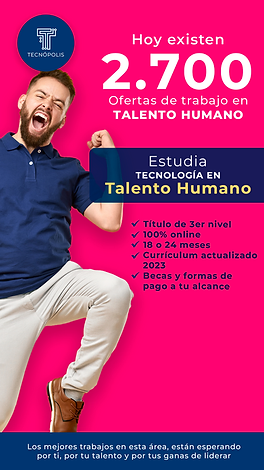 TECNÓPOLIS
Hoy existen
2.700
Ofertas de trabajo en
TALENTO HUMANO
Estudia
TECNOLOGÍA EN
Talento Humano
Título de 3er nivel
100% online
18 o 24 meses
Currículum actualizado
2023
Becas y formas de
pago a tu alcance
Los mejores trabajos en esta área, están esperando
por ti, por tu talento y por tus ganas de liderar